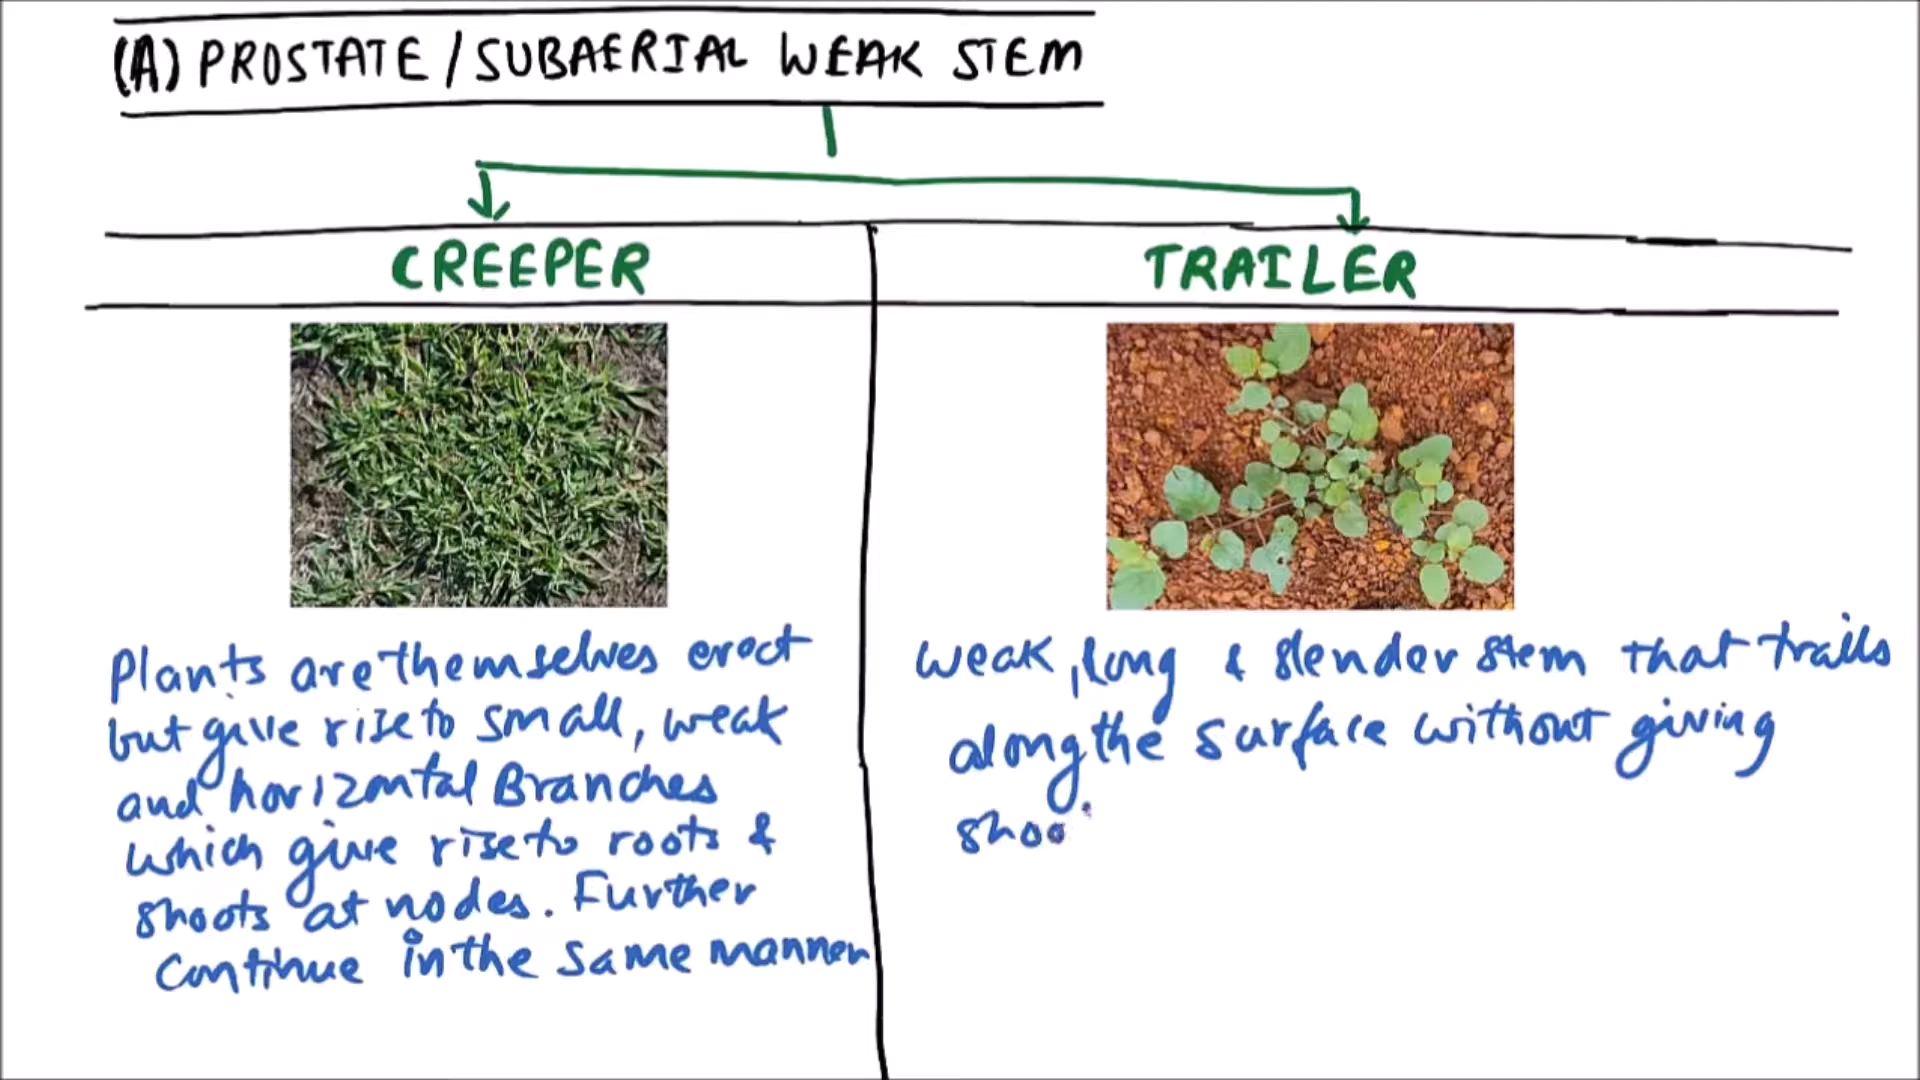 (A) PROSTATE / SUBAERIAL WEAK STEM
CREEPER
TRAILER
Plants are themselves erect
but give rise to small, weak
and horizontal Branches
which give rise to roots &
shoots at nodes. Further
continue in the same manner
weak, long & slender stem that trails
along the surface without giving
shoo